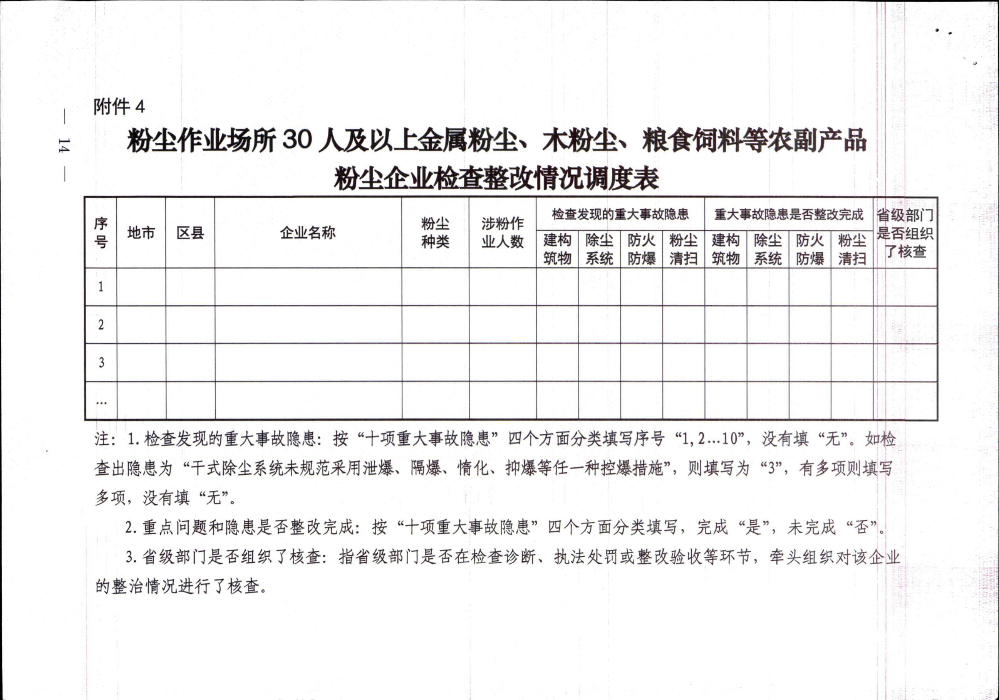 附件 4
— 14 —
粉尘作业场所 30 人及以上金属粉尘、木粉尘、粮食饲料等农副产品
粉尘企业检查整改情况调度表
序号 地市 区县 企业名称 粉尘种类 涉粉作业人数 检查发现的重大事故隐患 重大事故隐患是否整改完成 省级部门是否组织了核查
建构筑物 除尘系统 防火防爆 粉尘清扫 建构筑物 除尘系统 防火防爆 粉尘清扫
1
2
3
…
注：1. 检查发现的重大事故隐患：按“十项重大事故隐患”四个方面分类填写序号“1, 2…10”，没有填“无”。如检
查出隐患为“干式除尘系统未规范采用泄爆、隔爆、惰化、抑爆等任一种控爆措施”，则填写为“3”，有多项则填写
多项，没有填“无”。
2. 重点问题和隐患是否整改完成：按“十项重大事故隐患”四个方面分类填写，完成“是”，未完成“否”。
3. 省级部门是否组织了核查：指省级部门是否在检查诊断、执法处罚或整改验收等环节，牵头组织对该企业
的整治情况进行了核查。